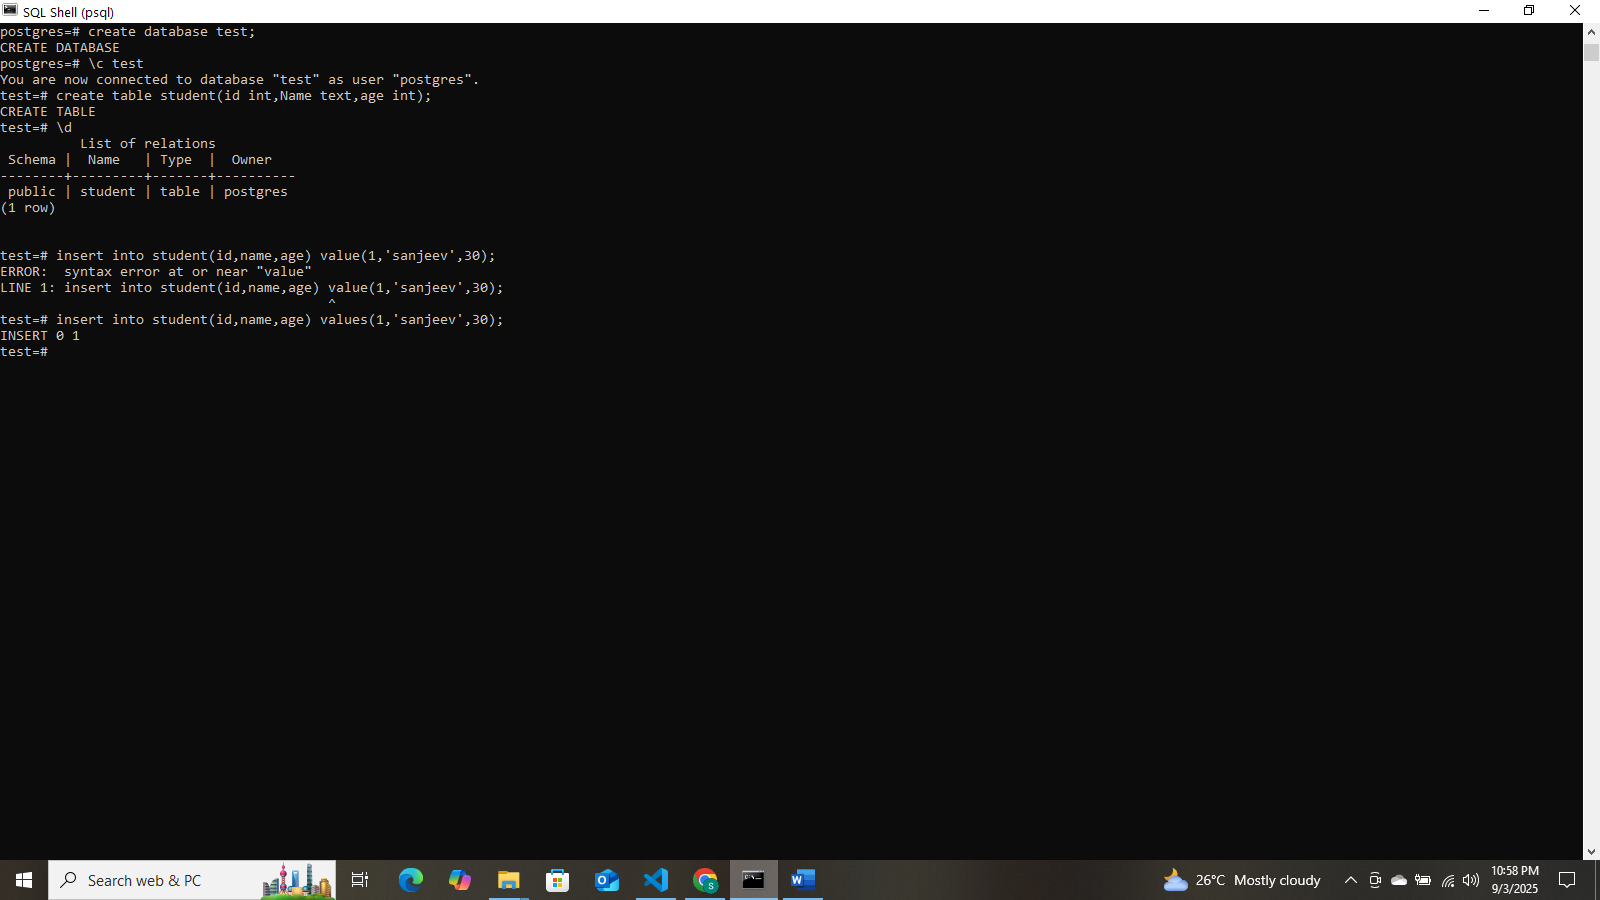 SQL Shell (psql)
postgres=# create database test;
CREATE DATABASE
postgres=# \c test
You are now connected to database "test" as user "postgres".
test=# create table student(id int,Name text,age int);
CREATE TABLE
test=# \d
          List of relations
 Schema |  Name   | Type  |  Owner
--------+---------+-------+----------
 public | student | table | postgres
(1 row)
test=# insert into student(id,name,age) value(1,'sanjeev',30);
ERROR:  syntax error at or near "value"
LINE 1: insert into student(id,name,age) value(1,'sanjeev',30);
                                         ^
test=# insert into student(id,name,age) values(1,'sanjeev',30);
INSERT 0 1
test=#
Search web & PC
26°C Mostly cloudy
10:58 PM
9/3/2025